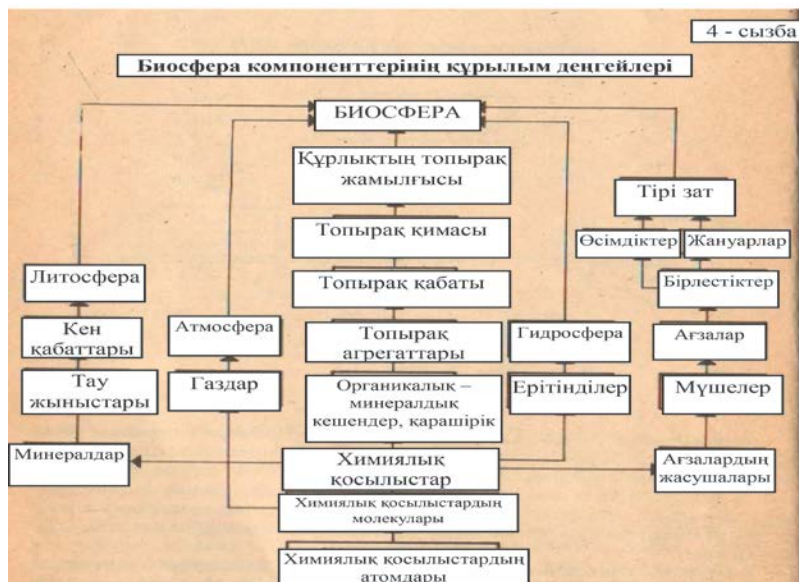 4 - сызба
Биосфера компоненттерінің құрылым деңгейлері
БИОСФЕРА
Құрлықтың топырақ
жамылғысы
Тірі зат
Топырақ қимасы
Өсімдіктер
Жануарлар
Литосфера
Топырақ қабаты
Бірлестіктер
Кен
қабаттары
Атмосфера
Топырақ
агрегаттары
Гидросфера
Ағзалар
Тау
жыныстары
Газдар
Органикалық –
минералдық
кешендер, қарашірік
Ерітінділер
Мүшелер
Минералдар
Химиялық
қосылыстар
Ағзалардың
жасушалары
Химиялық қосылыстардың
молекулары
Химиялық қосылыстардың
атомдары